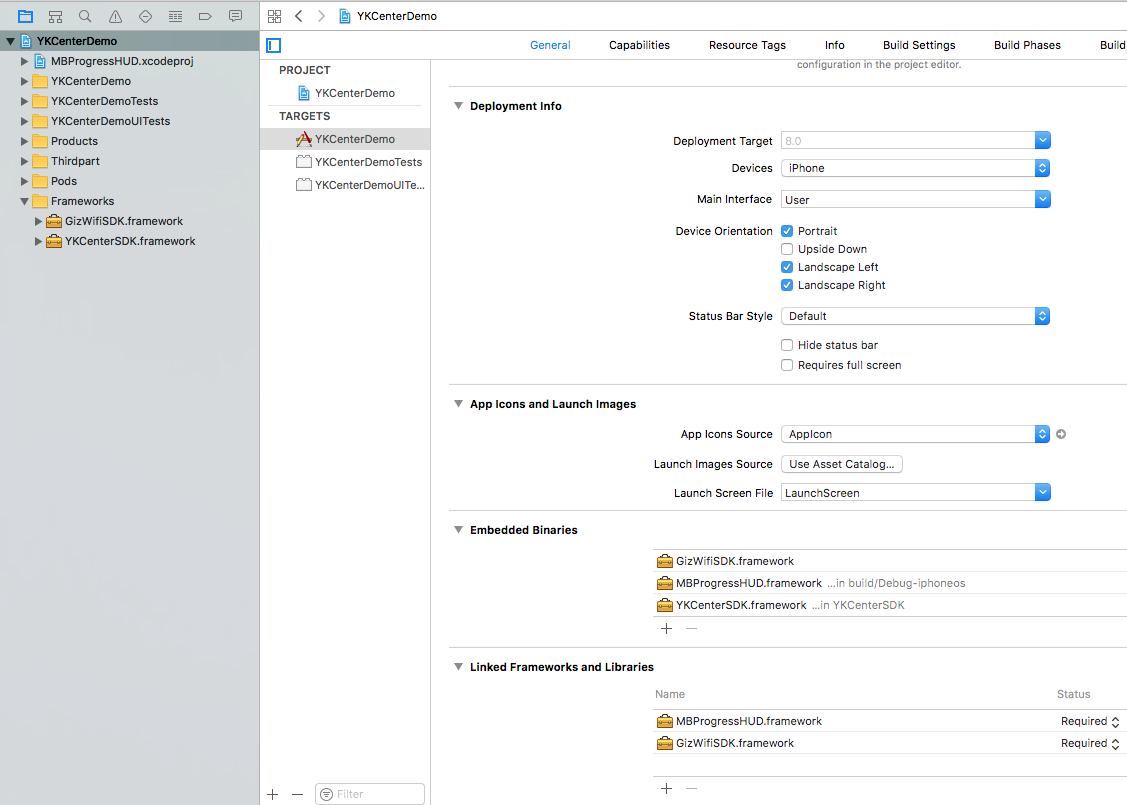 YKCenterDemo
YKCenterDemo
MBProgressHUD.xcodeproj
YKCenterDemo
YKCenterDemoTests
YKCenterDemoUITests
Products
Thirdpart
Pods
Frameworks
GizWifiSDK.framework
YKCenterSDK.framework
General Capabilities Resource Tags Info Build Settings Build Phases Build
PROJECT
YKCenterDemo
TARGETS
YKCenterDemo
YKCenterDemoTests
YKCenterDemoUITe...
Filter
configuration in the project editor.
Deployment Info
Deployment Target 8.0
Devices iPhone
Main Interface User
Device Orientation Portrait
Upside Down
Landscape Left
Landscape Right
Status Bar Style Default
Hide status bar
Requires full screen
App Icons and Launch Images
App Icons Source AppIcon
Launch Images Source Use Asset Catalog...
Launch Screen File LaunchScreen
Embedded Binaries
GizWifiSDK.framework
MBProgressHUD.framework ...in build/Debug-iphoneos
YKCenterSDK.framework ...in YKCenterSDK
Linked Frameworks and Libraries
Name Status
MBProgressHUD.framework Required
GizWifiSDK.framework Required